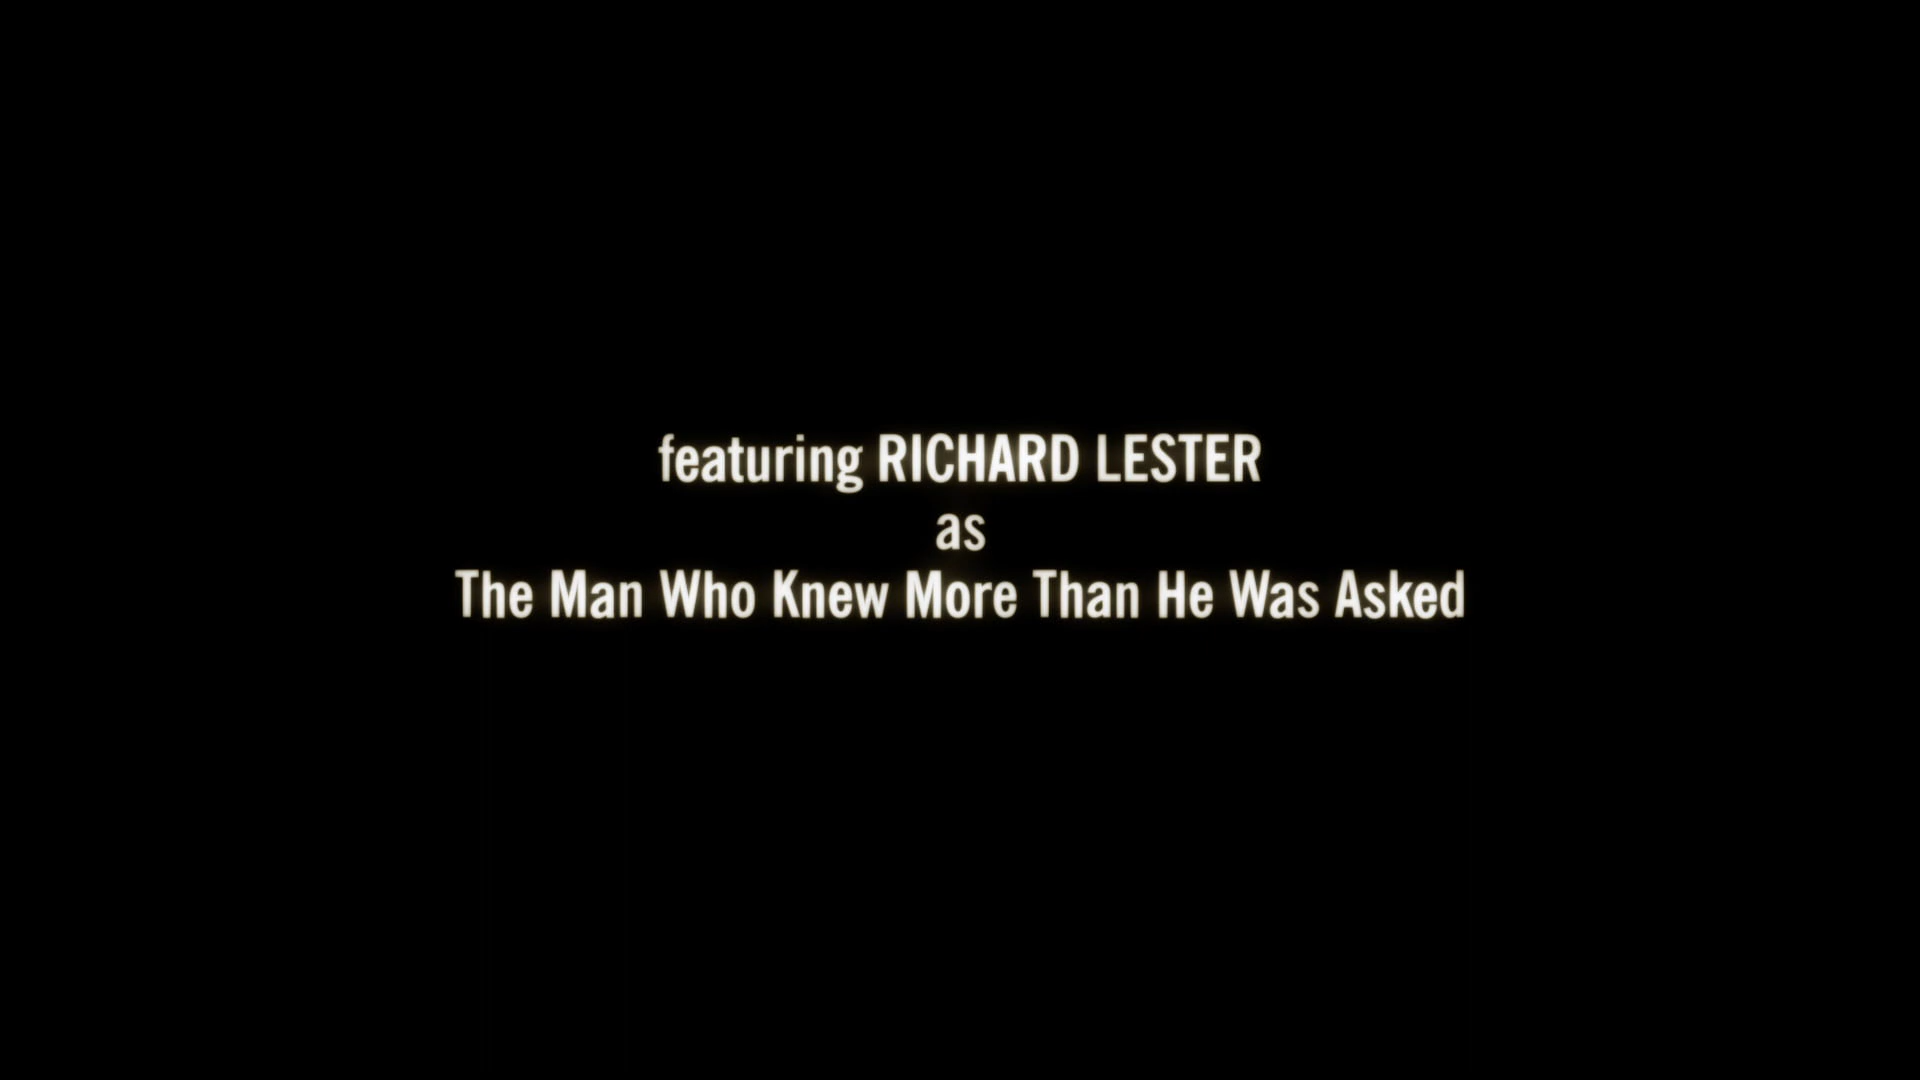 featuring RICHARD LESTER
as
The Man Who Knew More Than He Was Asked